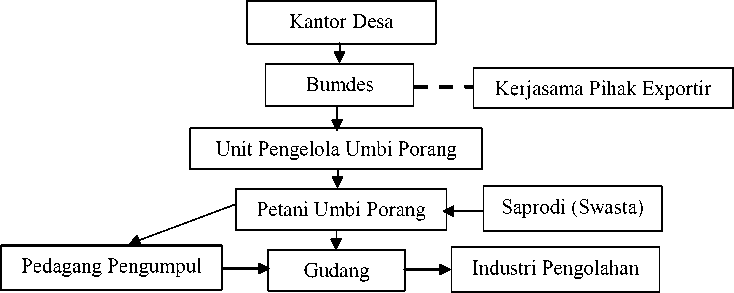 Kantor Desa
Bumdes
Kerjasama Pihak Exportir
Unit Pengelola Umbi Porang
Petani Umbi Porang
Saprodi (Swasta)
Pedagang Pengumpul
Gudang
Industri Pengolahan